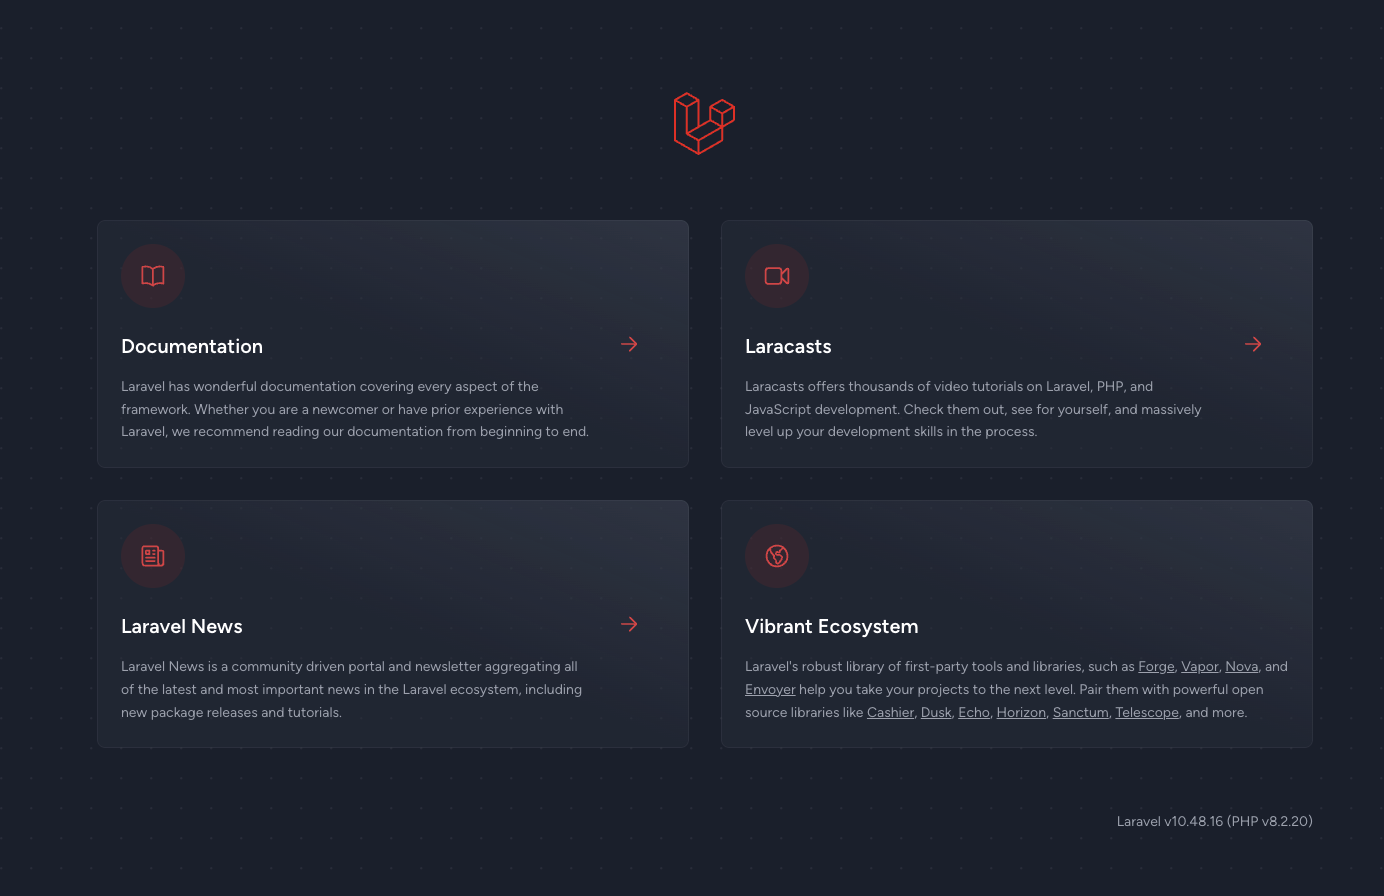 Documentation
Laravel has wonderful documentation covering every aspect of the
framework. Whether you are a newcomer or have prior experience with
Laravel, we recommend reading our documentation from beginning to end.
Laracasts
Laracasts offers thousands of video tutorials on Laravel, PHP, and
JavaScript development. Check them out, see for yourself, and massively
level up your development skills in the process.
Laravel News
Laravel News is a community driven portal and newsletter aggregating all
of the latest and most important news in the Laravel ecosystem, including
new package releases and tutorials.
Vibrant Ecosystem
Laravel's robust library of first-party tools and libraries, such as Forge, Vapor, Nova, and
Envoyer help you take your projects to the next level. Pair them with powerful open
source libraries like Cashier, Dusk, Echo, Horizon, Sanctum, Telescope, and more.
Laravel v10.48.16 (PHP v8.2.20)